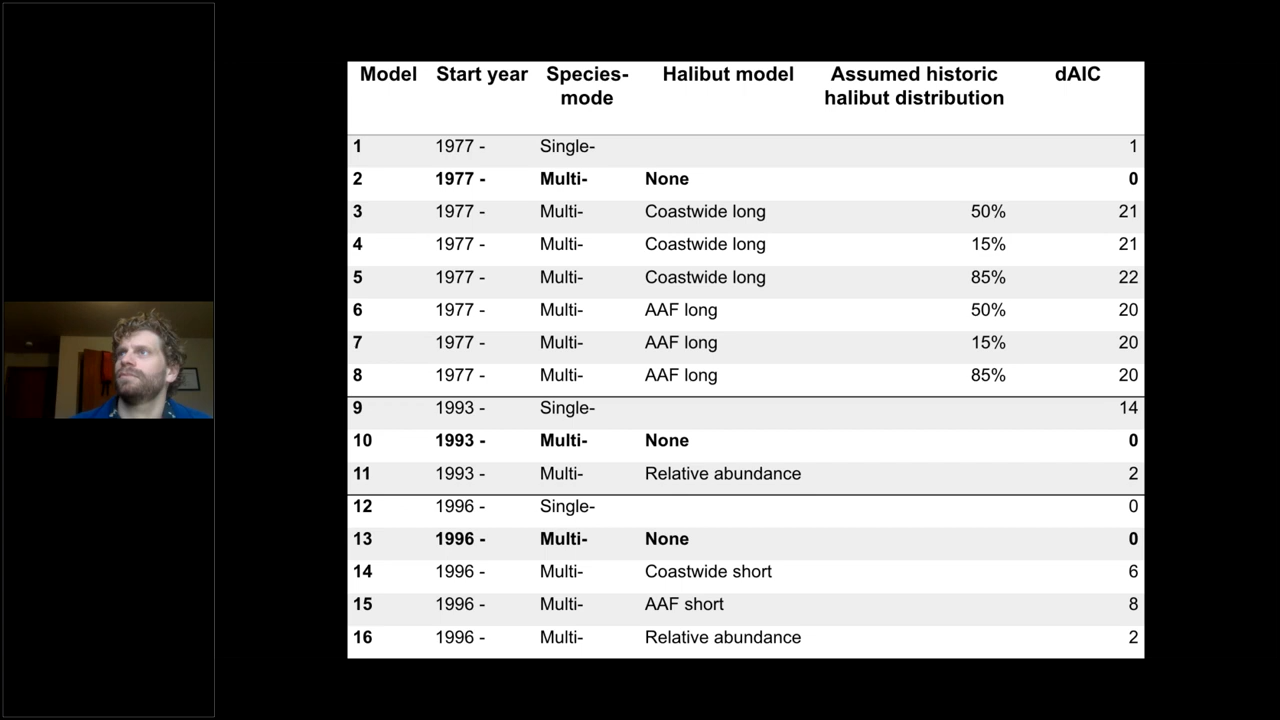 Model Start year Species- Halibut model Assumed historic dAIC
mode halibut distribution
1 1977 - Single- 1
2 1977 - Multi- None 0
3 1977 - Multi- Coastwide long 50% 21
4 1977 - Multi- Coastwide long 15% 21
5 1977 - Multi- Coastwide long 85% 22
6 1977 - Multi- AAF long 50% 20
7 1977 - Multi- AAF long 15% 20
8 1977 - Multi- AAF long 85% 20
9 1993 - Single- 14
10 1993 - Multi- None 0
11 1993 - Multi- Relative abundance 2
12 1996 - Single- 0
13 1996 - Multi- None 0
14 1996 - Multi- Coastwide short 6
15 1996 - Multi- AAF short 8
16 1996 - Multi- Relative abundance 2